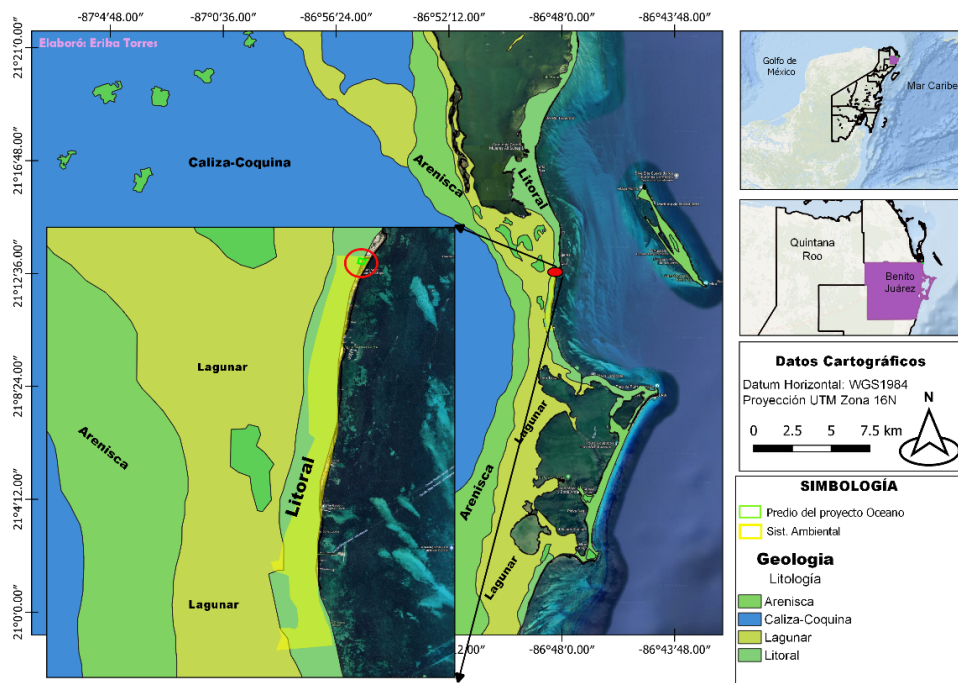 -87°4′48.00″ -87°0′36.00″ -86°56′24.00″ -86°52′12.00″ -86°48′0.00″ -86°43′48.00″
Elaboró: Erika Torres
21°21′0.00″
21°16′48.00″
21°12′36.00″
21°8′24.00″
21°4′12.00″
21°0′0.00″
Caliza-Coquina
Arenisca
Litoral
Lagunar
Arenisca
Litoral
Lagunar
Arenisca
Lagunar
Lagunar
12.00″ -86°48′0.00″ -86°43′48.00″
Golfo de
México
Mar Caribe
Quintana
Roo
Benito
Juárez
Datos Cartográficos
Datum Horizontal: WGS1984
Proyección UTM Zona 16N
N
0 2.5 5 7.5 km
SIMBOLOGÍA
Predio del proyecto Oceano
Sist. Ambiental
Geologia
Litología
Arenisca
Caliza-Coquina
Lagunar
Litoral